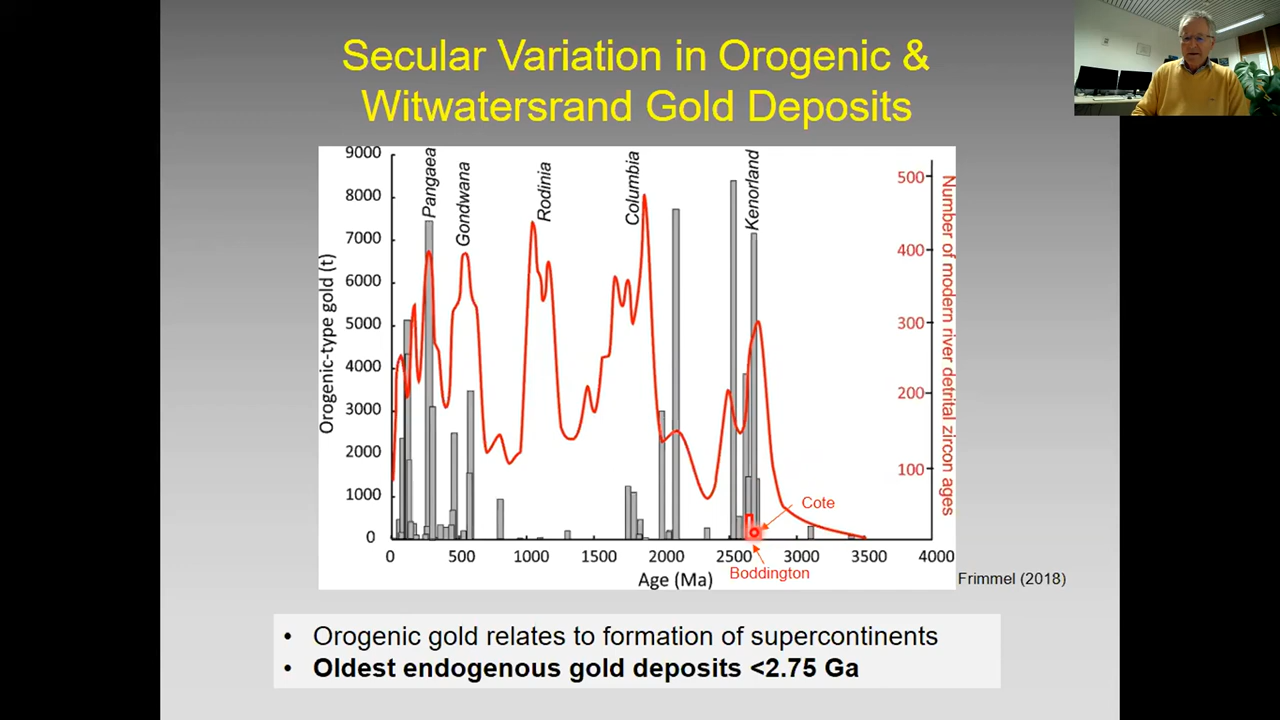 Secular Variation in Orogenic &
Witwatersrand Gold Deposits
Orogenic-type gold (t)
9000
8000
7000
6000
5000
4000
3000
2000
1000
0
Pangaea
Gondwana
Rodinia
Columbia
Kenorland
500
400
300
200
100
Number of modern river detrital zircon ages
Cote
Boddington
0 500 1000 1500 2000 2500 3000 3500 4000
Age (Ma)
Frimmel (2018)
• Orogenic gold relates to formation of supercontinents
• Oldest endogenous gold deposits <2.75 Ga